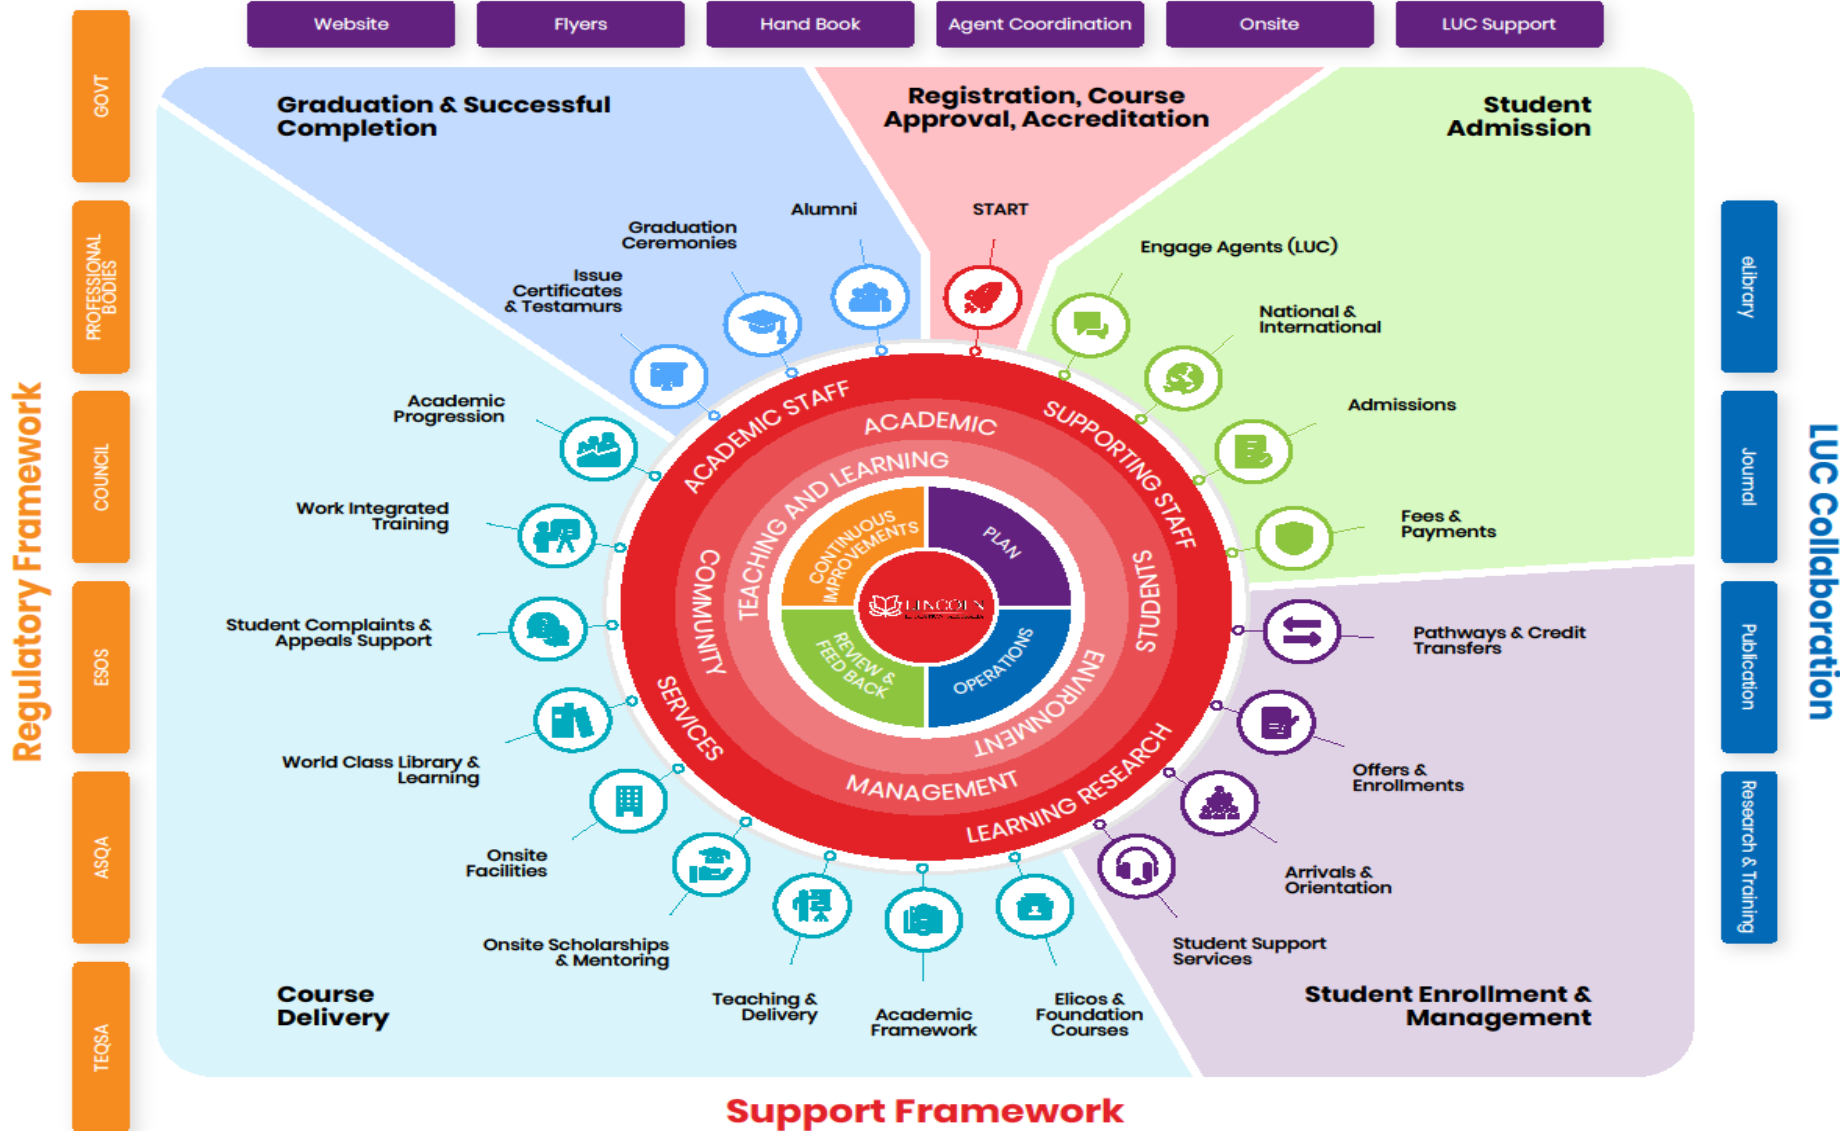 Website
Flyers
Hand Book
Agent Coordination
Onsite
LUC Support
Regulatory Framework
GOVT
PROFESSIONAL
BODIES
COUNCIL
ESOS
ASQA
TEQSA
Graduation & Successful
Completion
Alumni
Graduation
Ceremonies
Issue
Certificates
& Testamurs
Registration, Course
Approval, Accreditation
START
Student
Admission
Engage Agents (LUC)
National &
International
Admissions
Fees &
Payments
Pathways & Credit
Transfers
Offers &
Enrollments
Arrivals &
Orientation
Student Support
Services
Student Enrollment &
Management
Academic
Progression
Work Integrated
Training
Student Complaints &
Appeals Support
World Class Library &
Learning
Onsite
Facilities
Onsite Scholarships
& Mentoring
Teaching &
Delivery
Academic
Framework
Elicos &
Foundation
Courses
Course
Delivery
ACADEMIC STAFF
SUPPORTING STAFF
LEARNING RESEARCH
SERVICES
ACADEMIC
STUDENTS
MANAGEMENT
COMMUNITY
TEACHING AND LEARNING
ENVIRONMENT
CONTINUOUS
IMPROVEMENTS
PLAN
OPERATIONS
REVIEW &
FEED BACK
LINCOLN
LUC Collaboration
eLibrary
Journal
Publication
Research & Training
Support Framework